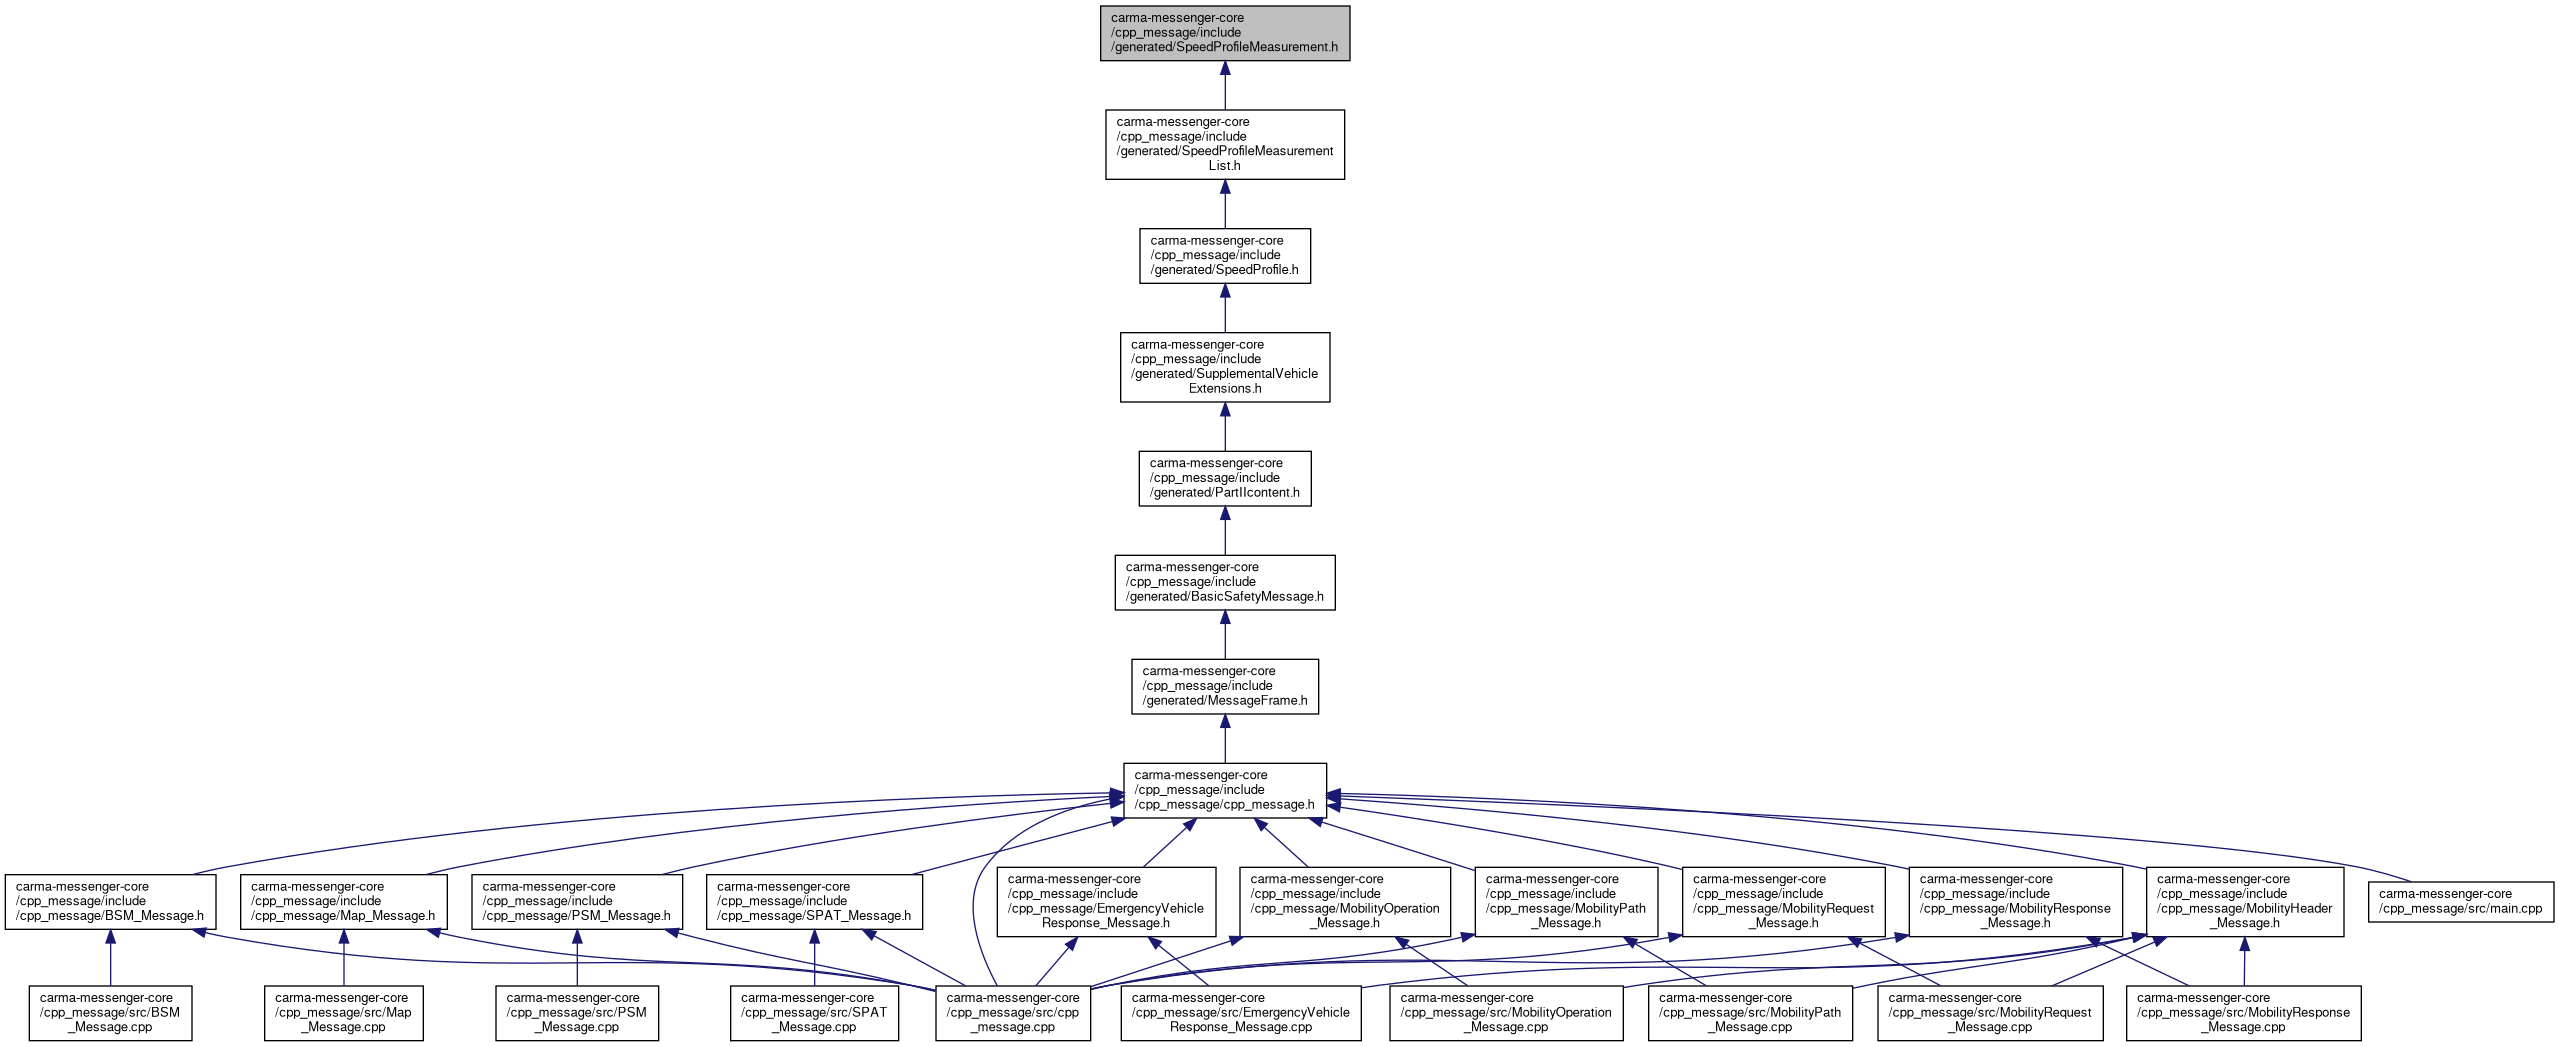 carma-messenger-core
/cpp_message/include
/generated/SpeedProfileMeasurement.h
carma-messenger-core
/cpp_message/include
/generated/SpeedProfileMeasurement
List.h
carma-messenger-core
/cpp_message/include
/generated/SpeedProfile.h
carma-messenger-core
/cpp_message/include
/generated/SupplementalVehicle
Extensions.h
carma-messenger-core
/cpp_message/include
/generated/PartIIcontent.h
carma-messenger-core
/cpp_message/include
/generated/BasicSafetyMessage.h
carma-messenger-core
/cpp_message/include
/generated/MessageFrame.h
carma-messenger-core
/cpp_message/include
/cpp_message/cpp_message.h
carma-messenger-core
/cpp_message/include
/cpp_message/BSM_Message.h
carma-messenger-core
/cpp_message/include
/cpp_message/Map_Message.h
carma-messenger-core
/cpp_message/include
/cpp_message/PSM_Message.h
carma-messenger-core
/cpp_message/include
/cpp_message/SPAT_Message.h
carma-messenger-core
/cpp_message/include
/cpp_message/EmergencyVehicle
Response_Message.h
carma-messenger-core
/cpp_message/include
/cpp_message/MobilityOperation
_Message.h
carma-messenger-core
/cpp_message/include
/cpp_message/MobilityPath
_Message.h
carma-messenger-core
/cpp_message/include
/cpp_message/MobilityRequest
_Message.h
carma-messenger-core
/cpp_message/include
/cpp_message/MobilityResponse
_Message.h
carma-messenger-core
/cpp_message/include
/cpp_message/MobilityHeader
_Message.h
carma-messenger-core
/cpp_message/src/main.cpp
carma-messenger-core
/cpp_message/src/BSM
_Message.cpp
carma-messenger-core
/cpp_message/src/Map
_Message.cpp
carma-messenger-core
/cpp_message/src/PSM
_Message.cpp
carma-messenger-core
/cpp_message/src/SPAT
_Message.cpp
carma-messenger-core
/cpp_message/src/cpp
_message.cpp
carma-messenger-core
/cpp_message/src/EmergencyVehicle
Response_Message.cpp
carma-messenger-core
/cpp_message/src/MobilityOperation
_Message.cpp
carma-messenger-core
/cpp_message/src/MobilityPath
_Message.cpp
carma-messenger-core
/cpp_message/src/MobilityRequest
_Message.cpp
carma-messenger-core
/cpp_message/src/MobilityResponse
_Message.cpp